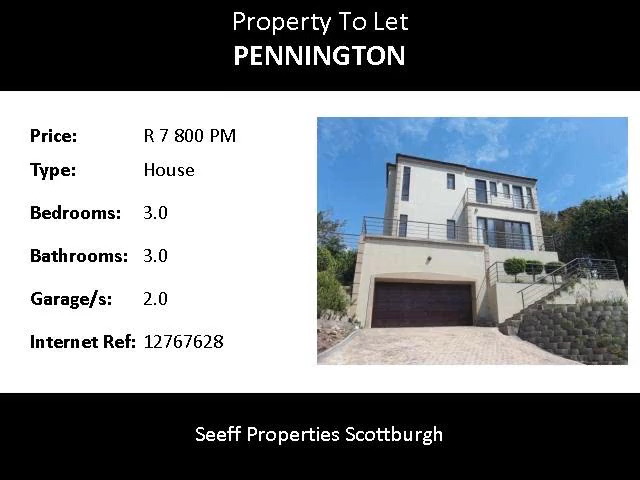 Property To Let
PENNINGTON
Price: R 7 800 PM
Type: House
Bedrooms: 3.0
Bathrooms: 3.0
Garage/s: 2.0
Internet Ref: 12767628
Seeff Properties Scottburgh